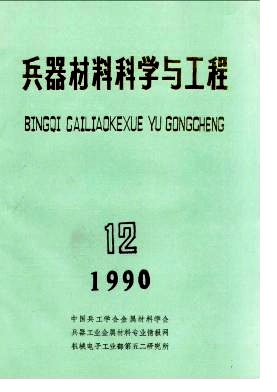 兵器材料科学与工程
BINGQI CAILIAOKEXUE YU GONGCHENG
12
1990
中国兵工学会金属材料学会
兵器工业金属材料专业情报网
机械电子工业部第五二研究所